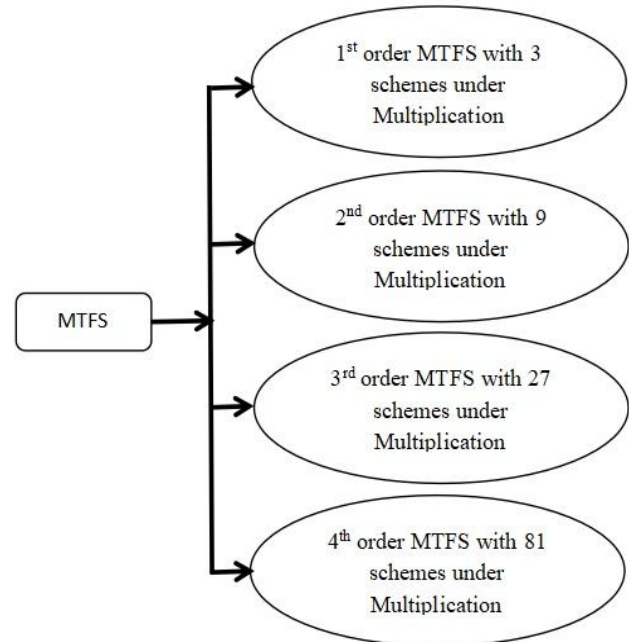 1st order MTFS with 3
schemes under
Multiplication
2nd order MTFS with 9
schemes under
Multiplication
MTFS
3rd order MTFS with 27
schemes under
Multiplication
4th order MTFS with 81
schemes under
Multiplication